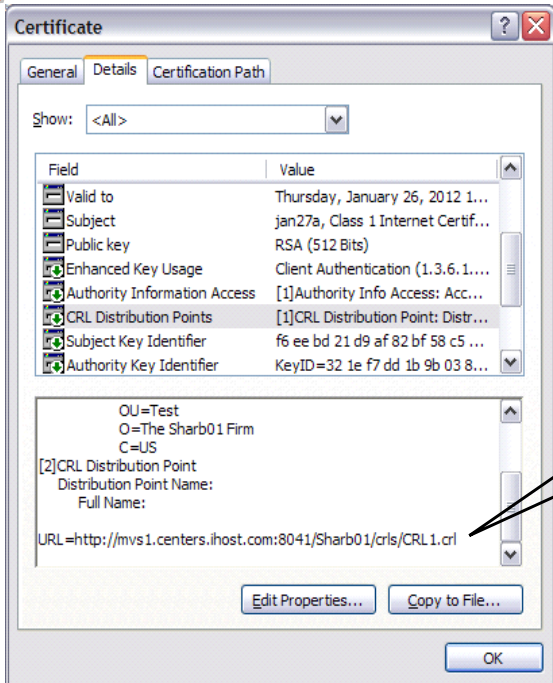 Certificate
General Details Certification Path
Show: <All>
Field Value
Valid to Thursday, January 26, 2012 1...
Subject jan27a, Class 1 Internet Certif...
Public key RSA (512 Bits)
Enhanced Key Usage Client Authentication (1.3.6.1....
Authority Information Access [1]Authority Info Access: Acc...
CRL Distribution Points [1]CRL Distribution Point: Distr...
Subject Key Identifier f6 ee bd 21 d9 af 82 bf 58 c5 ...
Authority Key Identifier KeyID=32 1e f7 dd 1b 9b 03 8...
OU=Test
O=The Sharb01 Firm
C=US
[2]CRL Distribution Point
Distribution Point Name:
Full Name:
URL=http://mvs1.centers.ihost.com:8041/Sharb01/crls/CRL1.crl
Edit Properties... Copy to File...
OK